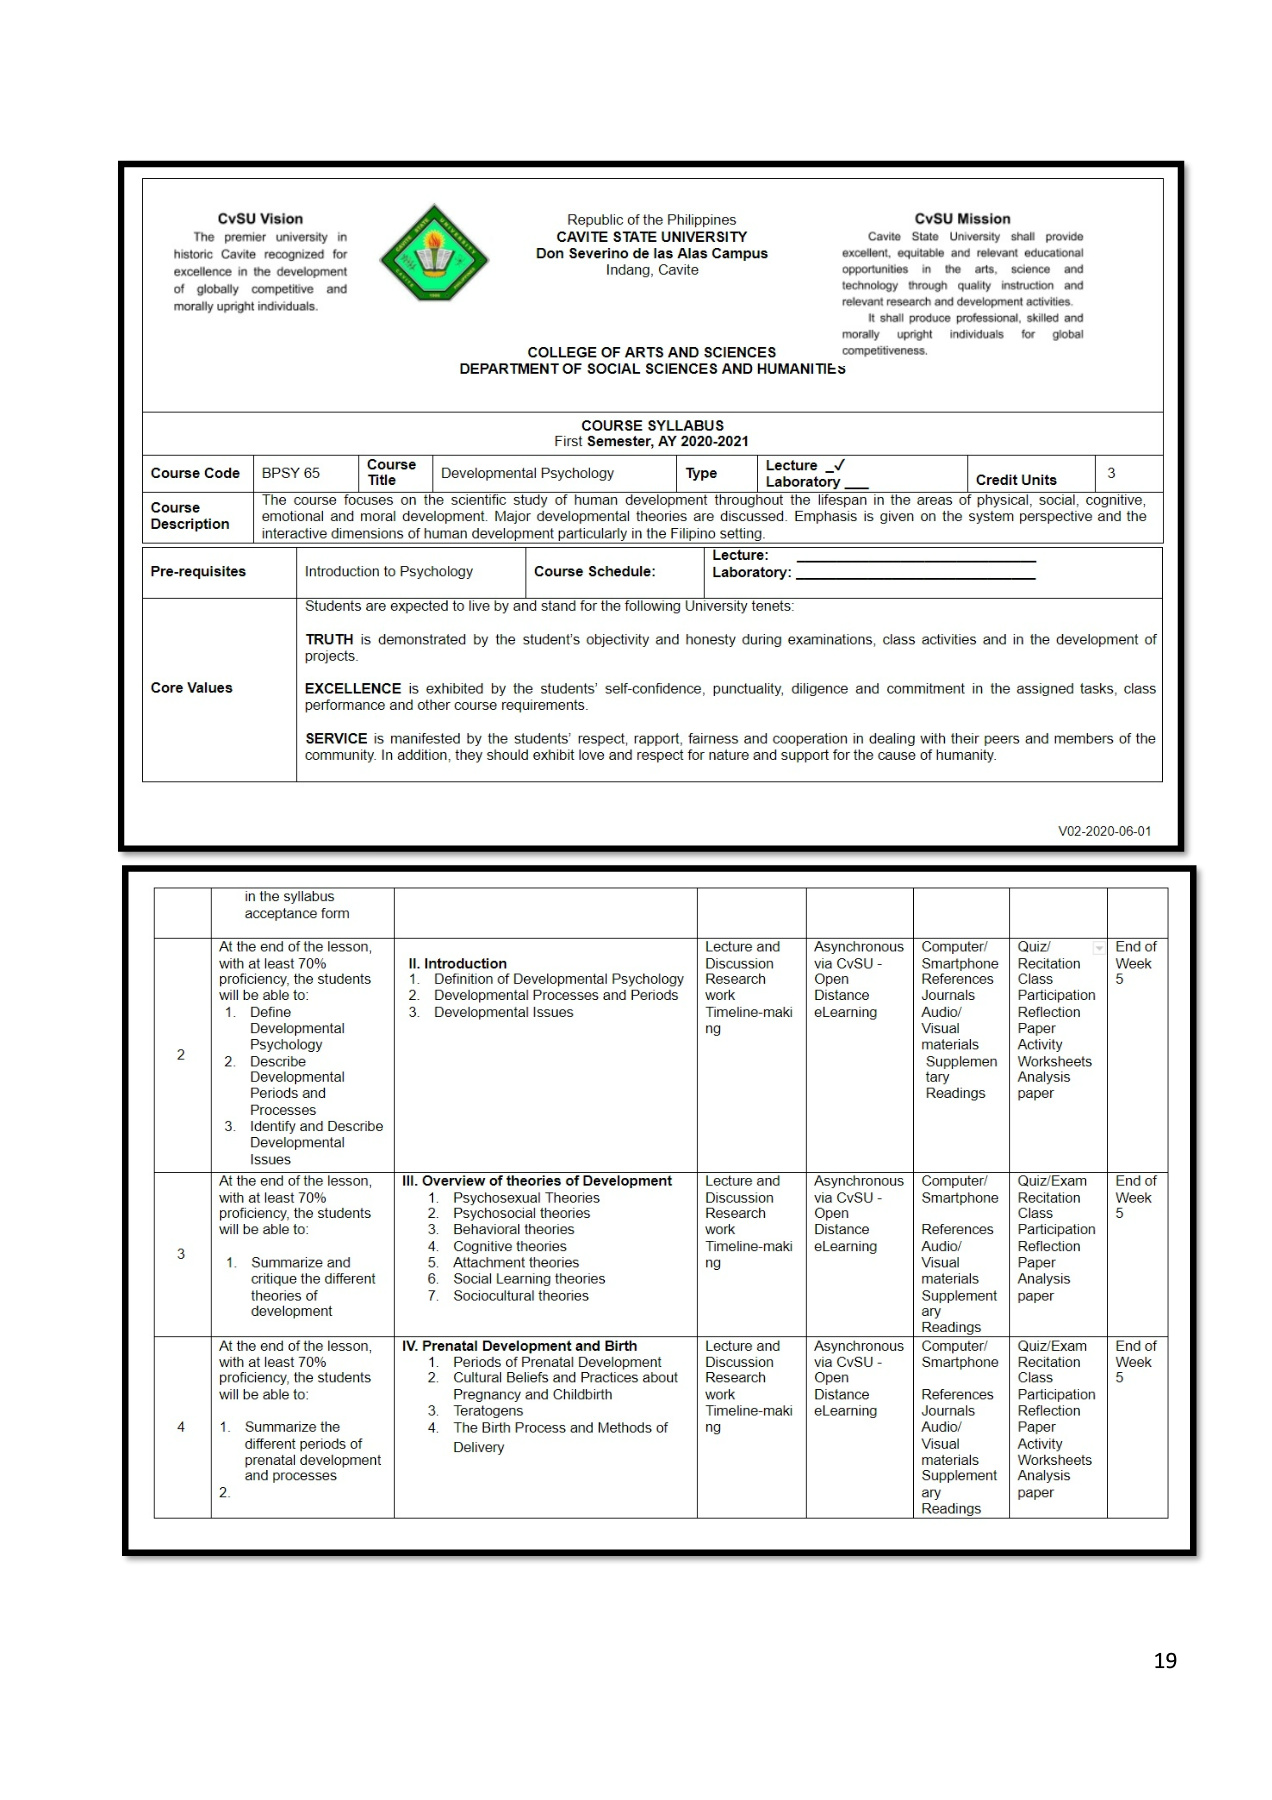 CvSU Vision
The premier university in
historic Cavite recognized for
excellence in the development
of globally competitive and
morally upright individuals.
Republic of the Philippines
CAVITE STATE UNIVERSITY
Don Severino de las Alas Campus
Indang, Cavite
CvSU Mission
Cavite State University shall provide
excellent, equitable and relevant educational
opportunities in the arts, science and
technology through quality instruction and
relevant research and development activities.
It shall produce professional, skilled and
morally upright individuals for global
competitiveness.
COLLEGE OF ARTS AND SCIENCES
DEPARTMENT OF SOCIAL SCIENCES AND HUMANITIES
COURSE SYLLABUS
First Semester, AY 2020-2021
Course Code
BPSY 65
Course
Title
Developmental Psychology
Type
Lecture _✓
Laboratory ___
Credit Units
3
Course
Description
The course focuses on the scientific study of human development throughout the lifespan in the areas of physical, social, cognitive,
emotional and moral development. Major developmental theories are discussed. Emphasis is given on the system perspective and the
interactive dimensions of human development particularly in the Filipino setting.
Pre-requisites
Introduction to Psychology
Course Schedule:
Lecture: ____________________
Laboratory: ____________________
Core Values
Students are expected to live by and stand for the following University tenets:
TRUTH is demonstrated by the student's objectivity and honesty during examinations, class activities and in the development of
projects.
EXCELLENCE is exhibited by the students' self-confidence, punctuality, diligence and commitment in the assigned tasks, class
performance and other course requirements.
SERVICE is manifested by the students' respect, rapport, fairness and cooperation in dealing with their peers and members of the
community. In addition, they should exhibit love and respect for nature and support for the cause of humanity.
V02-2020-06-01
in the syllabus
acceptance form
2
At the end of the lesson,
with at least 70%
proficiency, the students
will be able to:
1. Define
Developmental
Psychology
2. Describe
Developmental
Periods and
Processes
3. Identify and Describe
Developmental
Issues
II. Introduction
1. Definition of Developmental Psychology
2. Developmental Processes and Periods
3. Developmental Issues
Lecture and
Discussion
Research
work
Timeline-maki
ng
Asynchronous
via CvSU -
Open
Distance
eLearning
Computer/
Smartphone
References
Journals
Audio/
Visual
materials
Supplemen
tary
Readings
Quiz/
Recitation
Class
Participation
Reflection
Paper
Activity
Worksheets
Analysis
paper
End of
Week
5
3
At the end of the lesson,
with at least 70%
proficiency, the students
will be able to:
1. Summarize and
critique the different
theories of
development
III. Overview of theories of Development
1. Psychosexual Theories
2. Psychosocial theories
3. Behavioral theories
4. Cognitive theories
5. Attachment theories
6. Social Learning theories
7. Sociocultural theories
Lecture and
Discussion
Research
work
Timeline-maki
ng
Asynchronous
via CvSU -
Open
Distance
eLearning
Computer/
Smartphone
References
Audio/
Visual
materials
Supplement
ary
Readings
Quiz/Exam
Recitation
Class
Participation
Reflection
Paper
Analysis
paper
End of
Week
5
4
At the end of the lesson,
with at least 70%
proficiency, the students
will be able to:
1. Summarize the
different periods of
prenatal development
and processes
2.
IV. Prenatal Development and Birth
1. Periods of Prenatal Development
2. Cultural Beliefs and Practices about
Pregnancy and Childbirth
3. Teratogens
4. The Birth Process and Methods of
Delivery
Lecture and
Discussion
Research
work
Timeline-maki
ng
Asynchronous
via CvSU -
Open
Distance
eLearning
Computer/
Smartphone
References
Journals
Audio/
Visual
materials
Supplement
ary
Readings
Quiz/Exam
Recitation
Class
Participation
Reflection
Paper
Activity
Worksheets
Analysis
paper
End of
Week
5
19